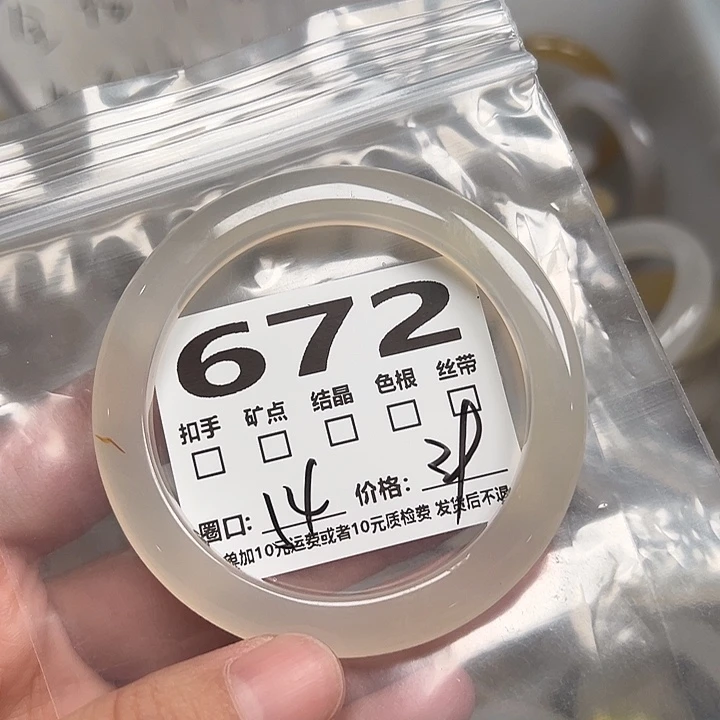 672
扣手 矿点 结晶 色根 丝带
圈口: 14 价格: 39
单加10元运费或者10元质检费 发货后不退